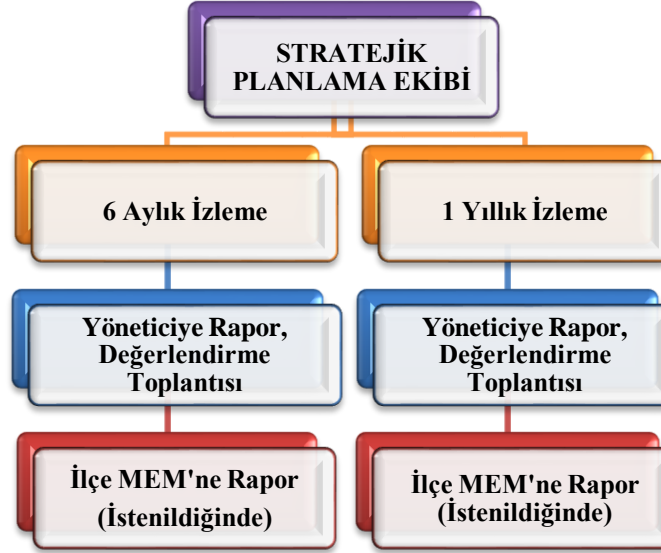 STRATEJİK
PLANLAMA EKİBİ
6 Aylık İzleme
1 Yıllık İzleme
Yöneticiye Rapor,
Değerlendirme
Toplantısı
Yöneticiye Rapor,
Değerlendirme
Toplantısı
İlçe MEM'ne Rapor
(İstenildiğinde)
İlçe MEM'ne Rapor
(İstenildiğinde)